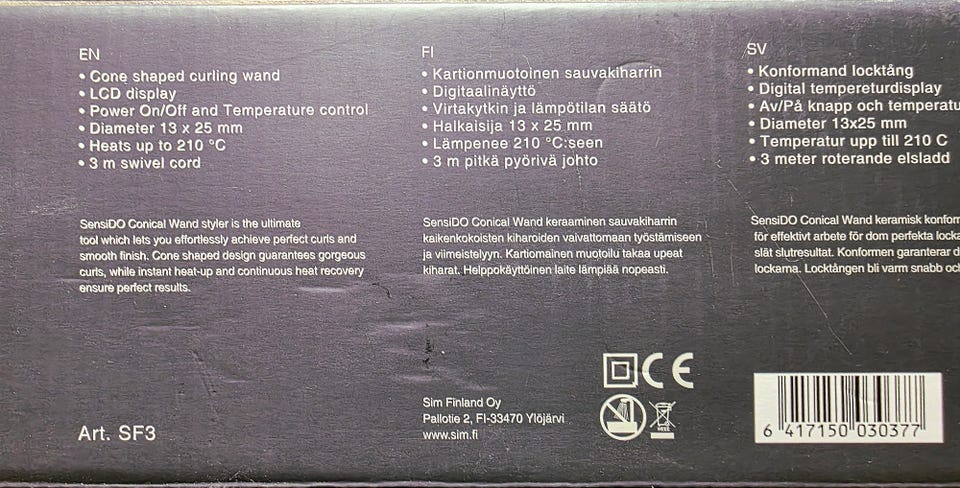 EN
• Cone shaped curling wand
• LCD display
• Power On/Off and Temperature control
• Diameter 13 x 25 mm
• Heats up to 210 °C
• 3 m swivel cord
SensiDO Conical Wand styler is the ultimate
tool which lets you effortlessly achieve perfect curls and
smooth finish. Cone shaped design guarantees gorgeous
curls, while instant heat-up and continuous heat recovery
ensure perfect results.
Art. SF3
FI
• Kartionmuotoinen sauvakiharrin
• Digitaalinäyttö
• Virtakytkin ja lämpötilan säätö
• Halkaisija 13 x 25 mm
• Lämpenee 210 °C:seen
• 3 m pitkä pyörivä johto
SensiDO Conical Wand keraaminen sauvakiharrin
kaikenkokoisten kiharoiden vaivattomaan työstämiseen
ja viimeistelyyn. Kartiomainen muotoilu takaa upeat
kiharat. Helppokäyttöinen laite lämpiää nopeasti.
Sim Finland Oy
Pallotie 2, FI-33470 Ylöjärvi
www.sim.fi
SV
• Konformand locktång
• Digital tempereturdisplay
• Av/På knapp och temperatu
• Diameter 13x25 mm
• Temperatur upp till 210 C
• 3 meter roterande elsladd
SensiDO Conical Wand keramisk konform
för effektivt arbete för dom perfekta locka
slät slutresultat. Konformen garanterar d
lockarna. Locktången bli varm snabb oc
CE
6 417150 030377